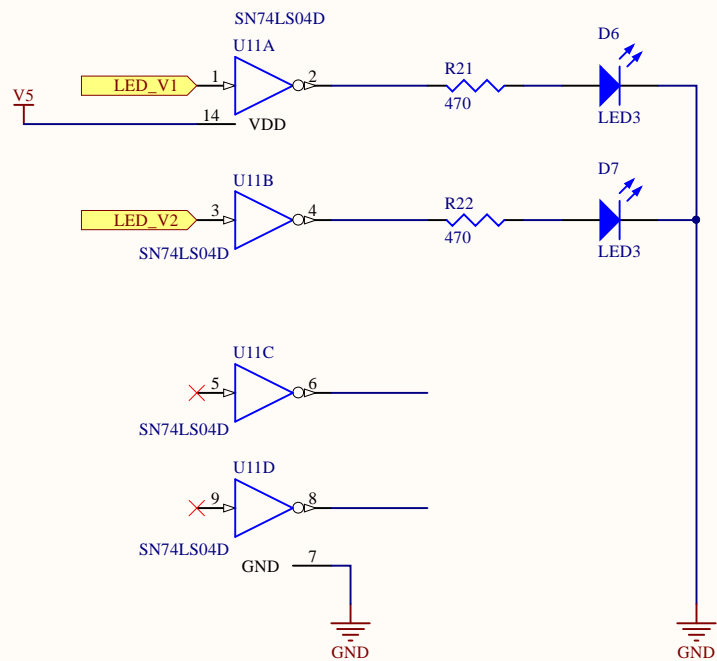 SN74LS04D
U11A
D6
R21
LED_V1
1
2
470
LED3
V5
14
VDD
U11B
D7
R22
LED_V2
3
4
470
LED3
SN74LS04D
U11C
5
6
SN74LS04D
U11D
9
8
SN74LS04D
GND
7
GND
GND